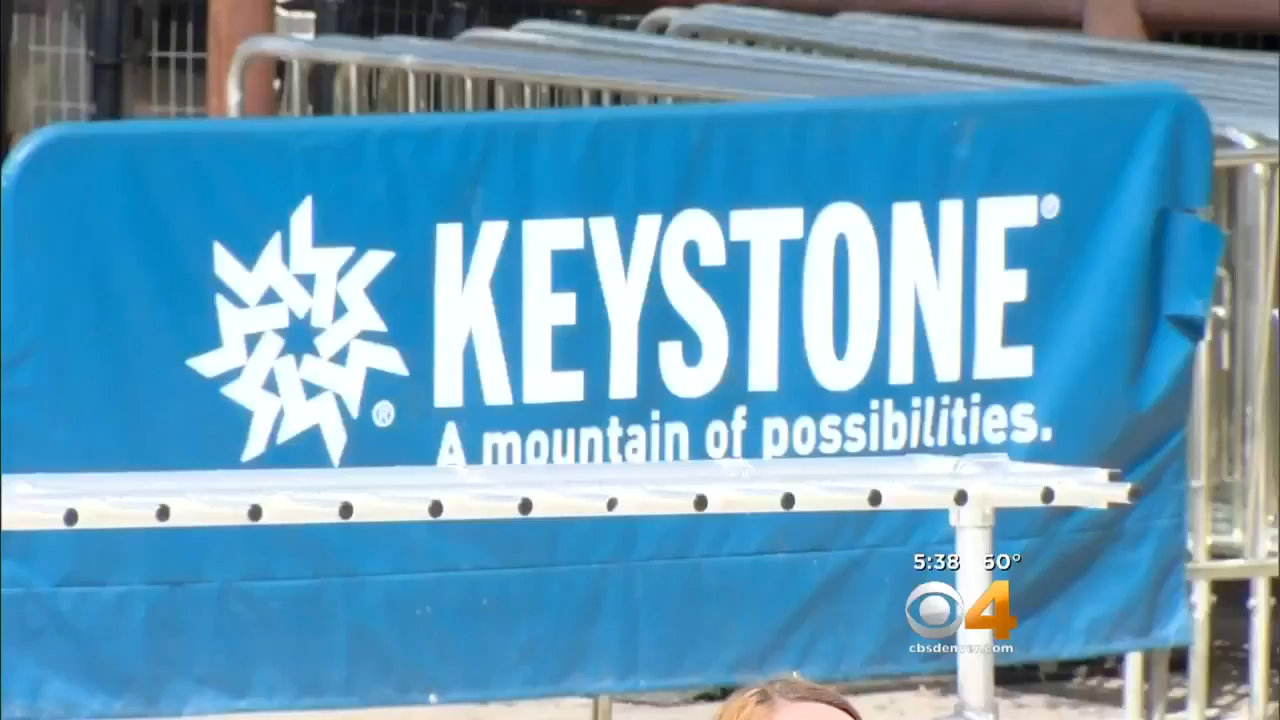 KEYSTONE®
®
A mountain of possibilities.
5:38 60°
4
cbsdenver.com